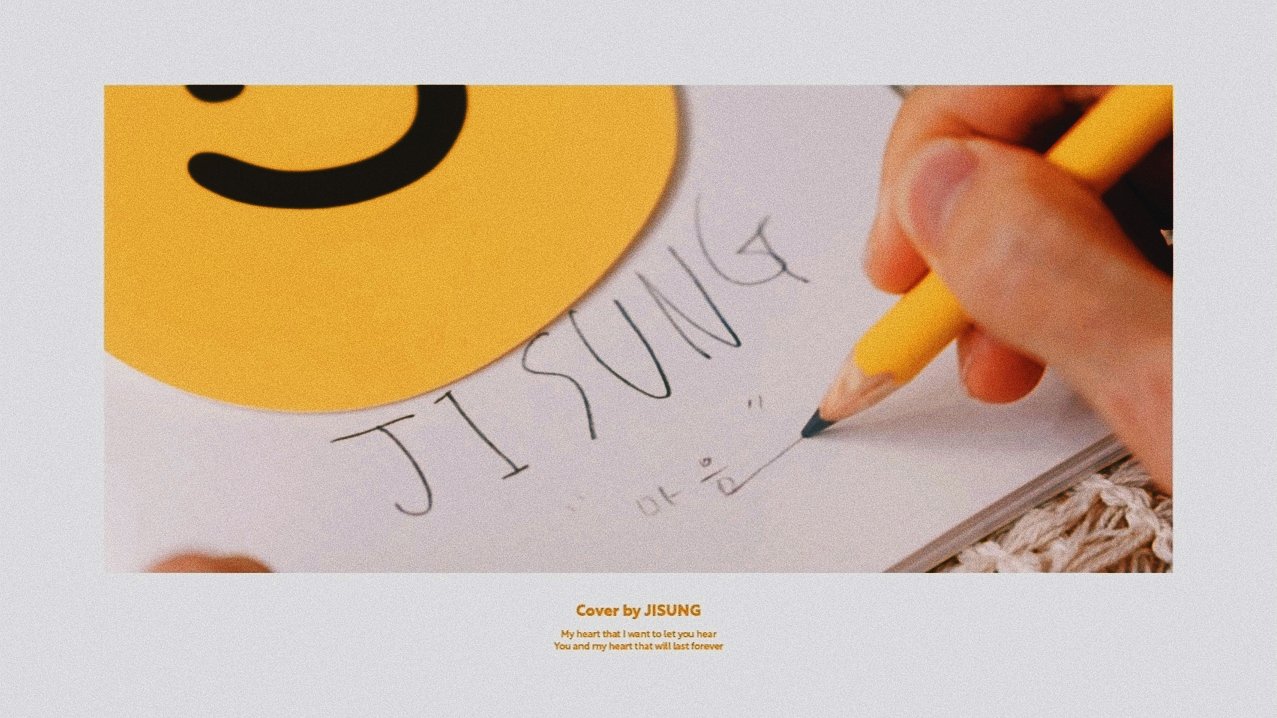 JISUNG
"마음"
Cover by JISUNG
My heart that I want to let you hear
You and my heart that will last forever